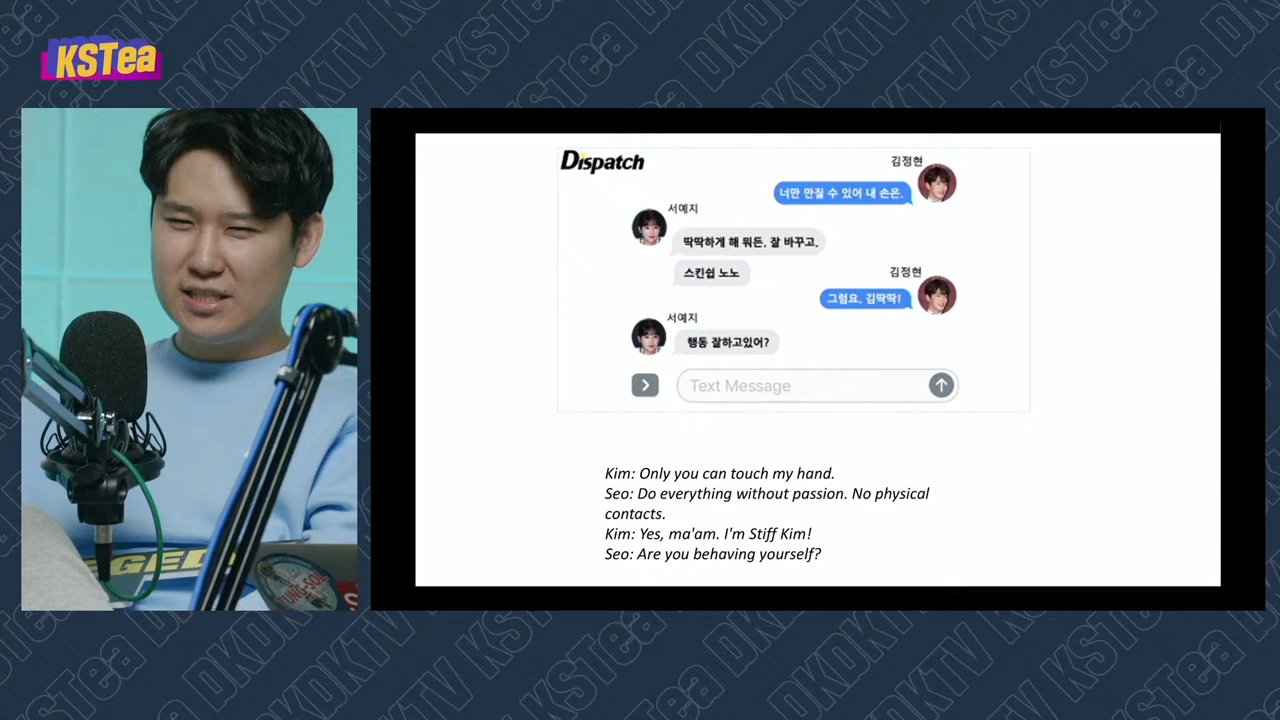 KSTea
Dispatch
김정현
너만 만질 수 있어 내 손은.
서예지
딱딱하게 해 뭐든. 잘 바꾸고,
스킨쉽 노노
김정현
그럼요. 김딱딱!
서예지
행동 잘하고있어?
Text Message
Kim: Only you can touch my hand.
Seo: Do everything without passion. No physical
contacts.
Kim: Yes, ma'am. I'm Stiff Kim!
Seo: Are you behaving yourself?
TUNG-SOL
DKDKTV KSTea